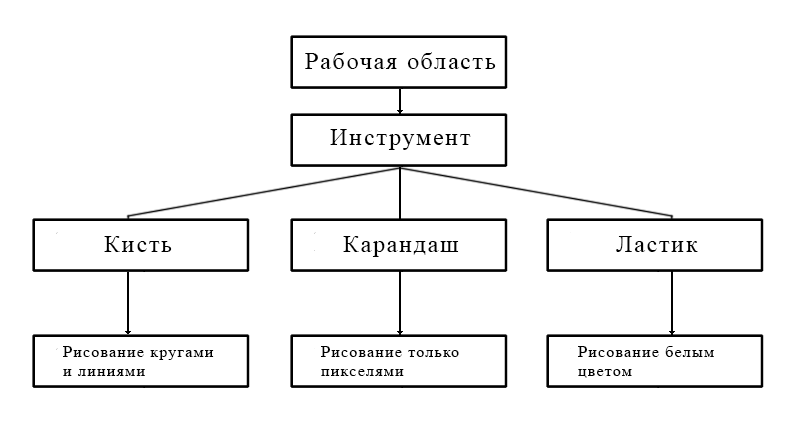 Рабочая область
Инструмент
Кисть
Карандаш
Ластик
Рисование кругами
и линиями
Рисование только
пикселями
Рисование белым
цветом